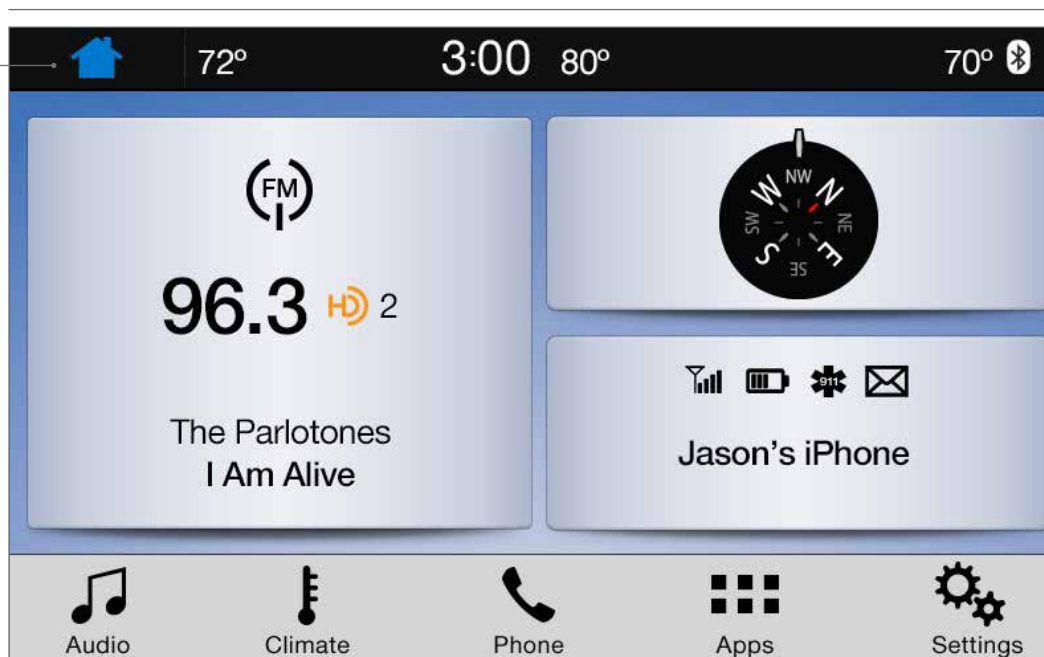 72º 3:00 80º 70º
FM
96.3 HD 2
The Parlotones
I Am Alive
NW
W N
SW NE
S E
SE
911
Jason’s iPhone
Audio Climate Phone Apps Settings